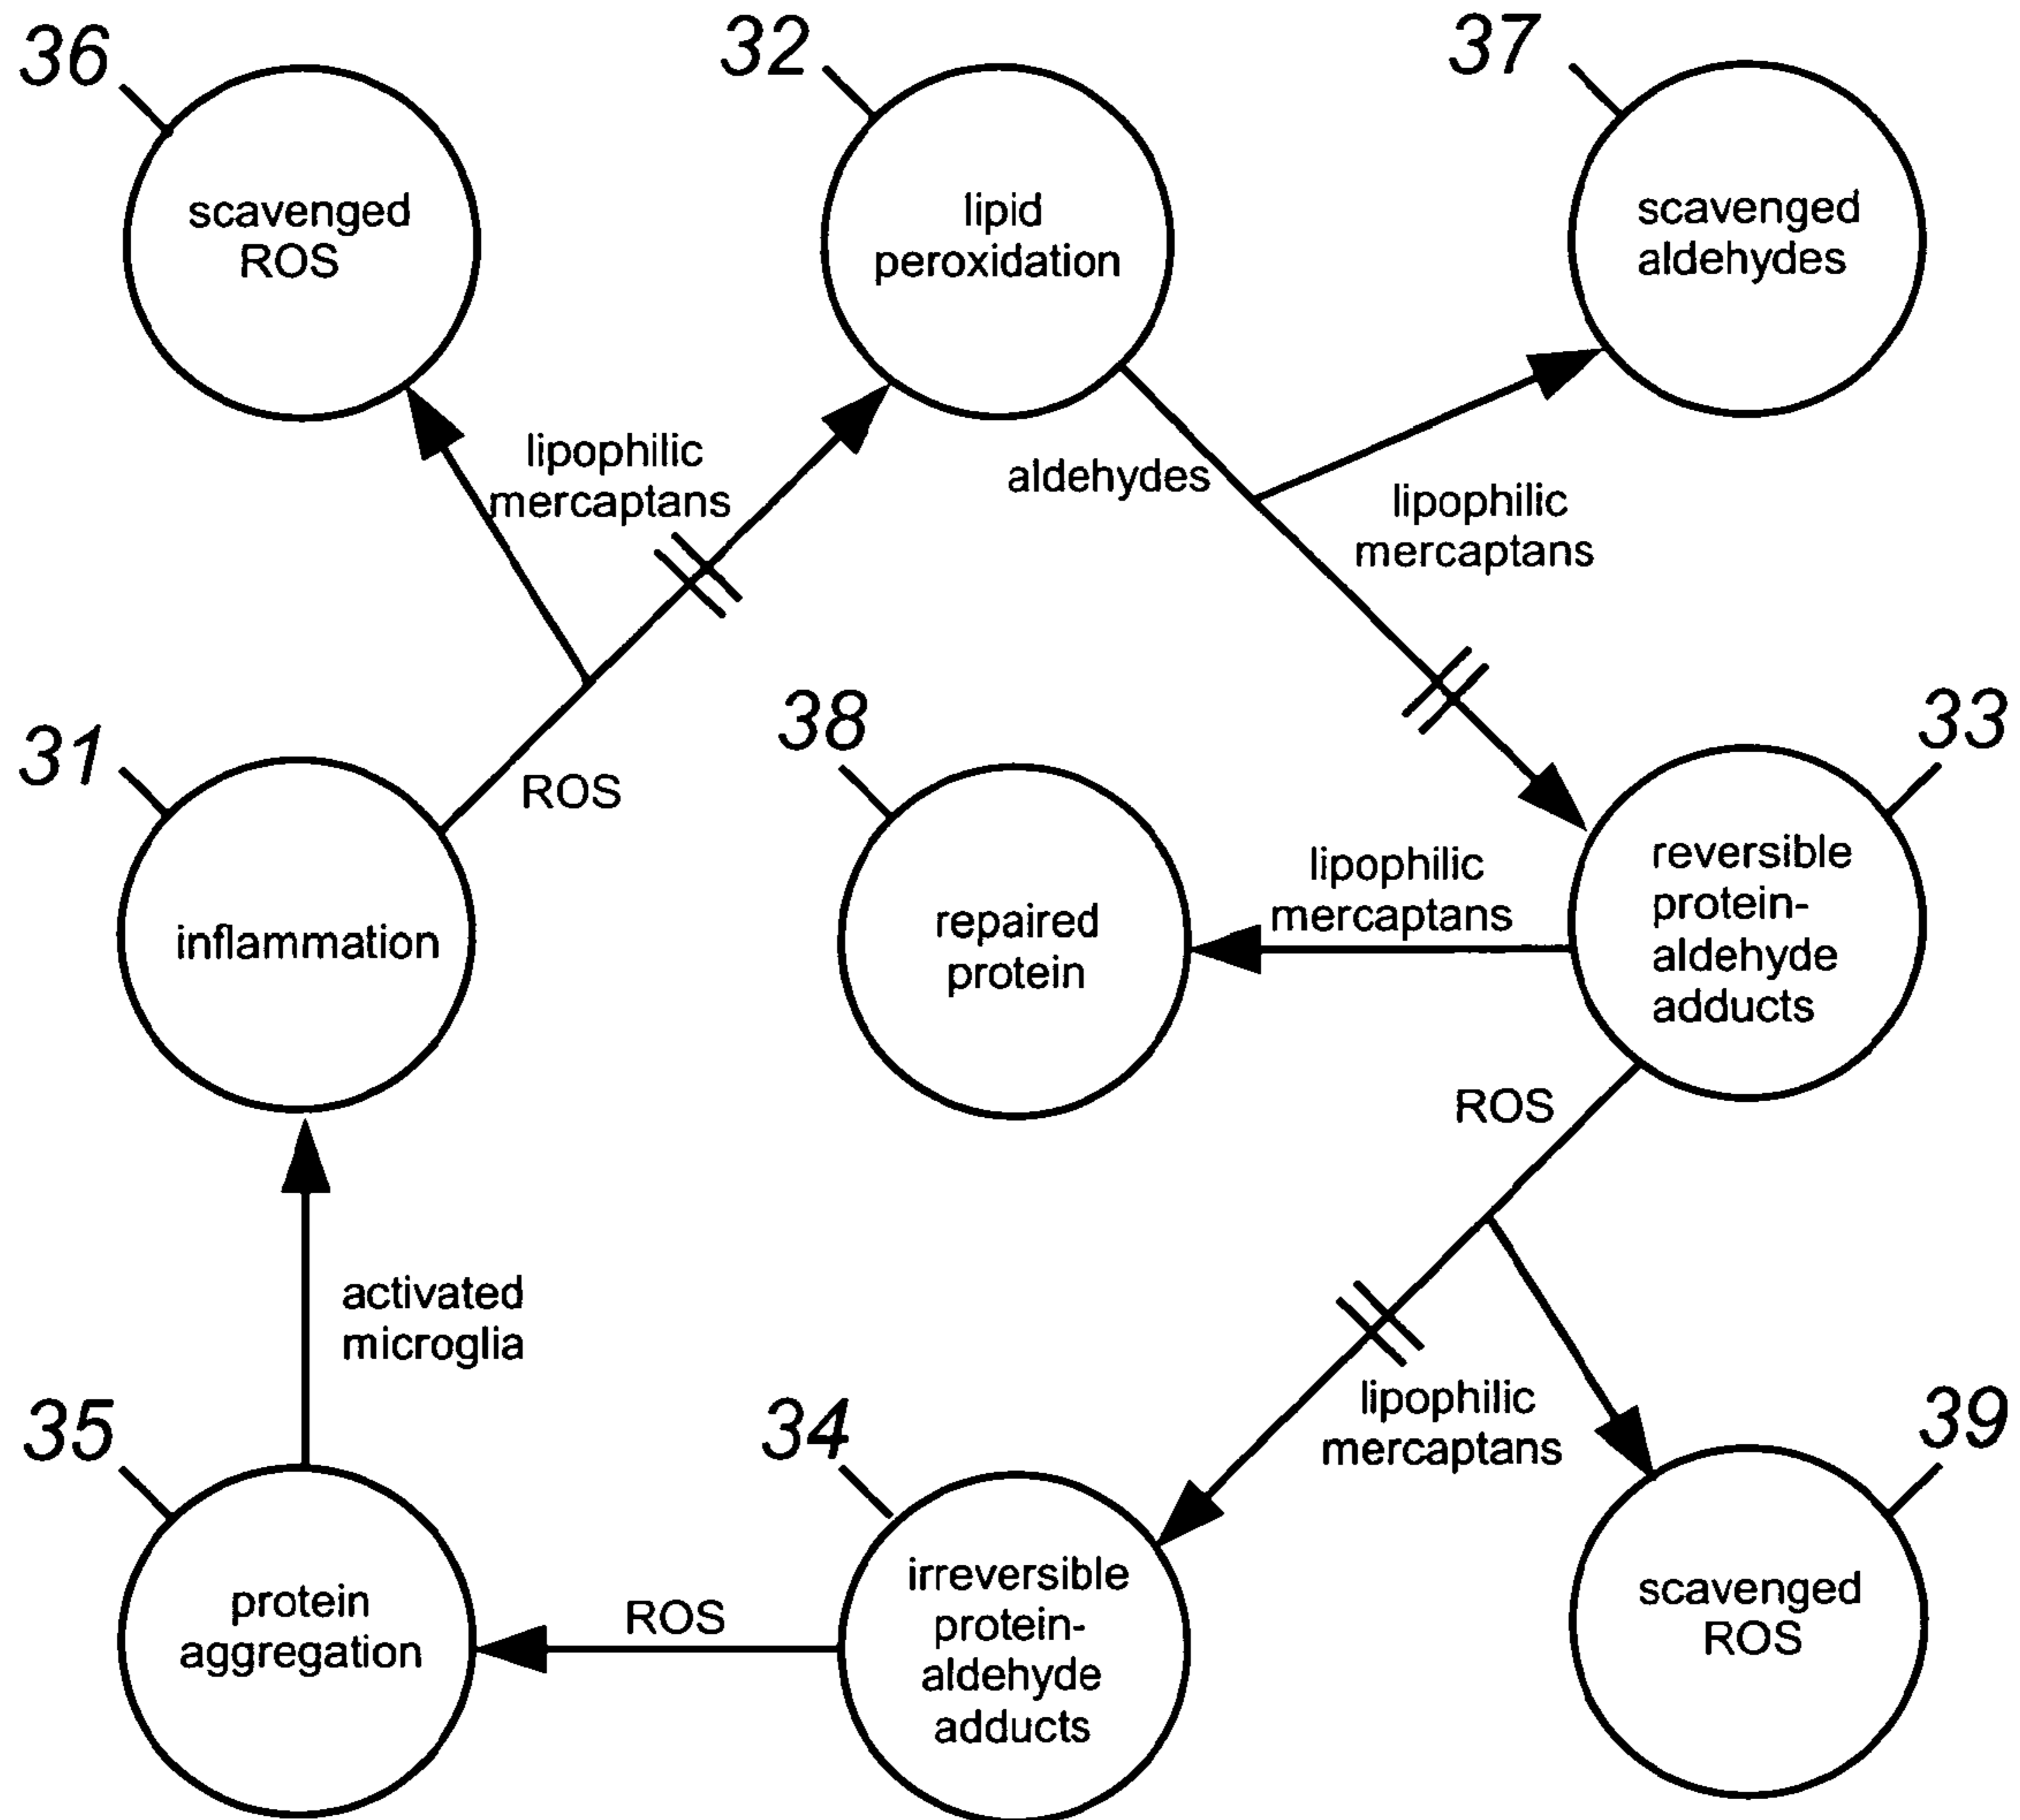 36
32
37
scavenged
ROS
lipid
peroxidation
scavenged
aldehydes
lipophilic
mercaptans
aldehydes
lipophilic
mercaptans
31
ROS
38
33
inflammation
repaired
protein
lipophilic
mercaptans
reversible
protein-
aldehyde
adducts
ROS
activated
microglia
lipophilic
mercaptans
35
34
39
protein
aggregation
ROS
irreversible
protein-
aldehyde
adducts
scavenged
ROS